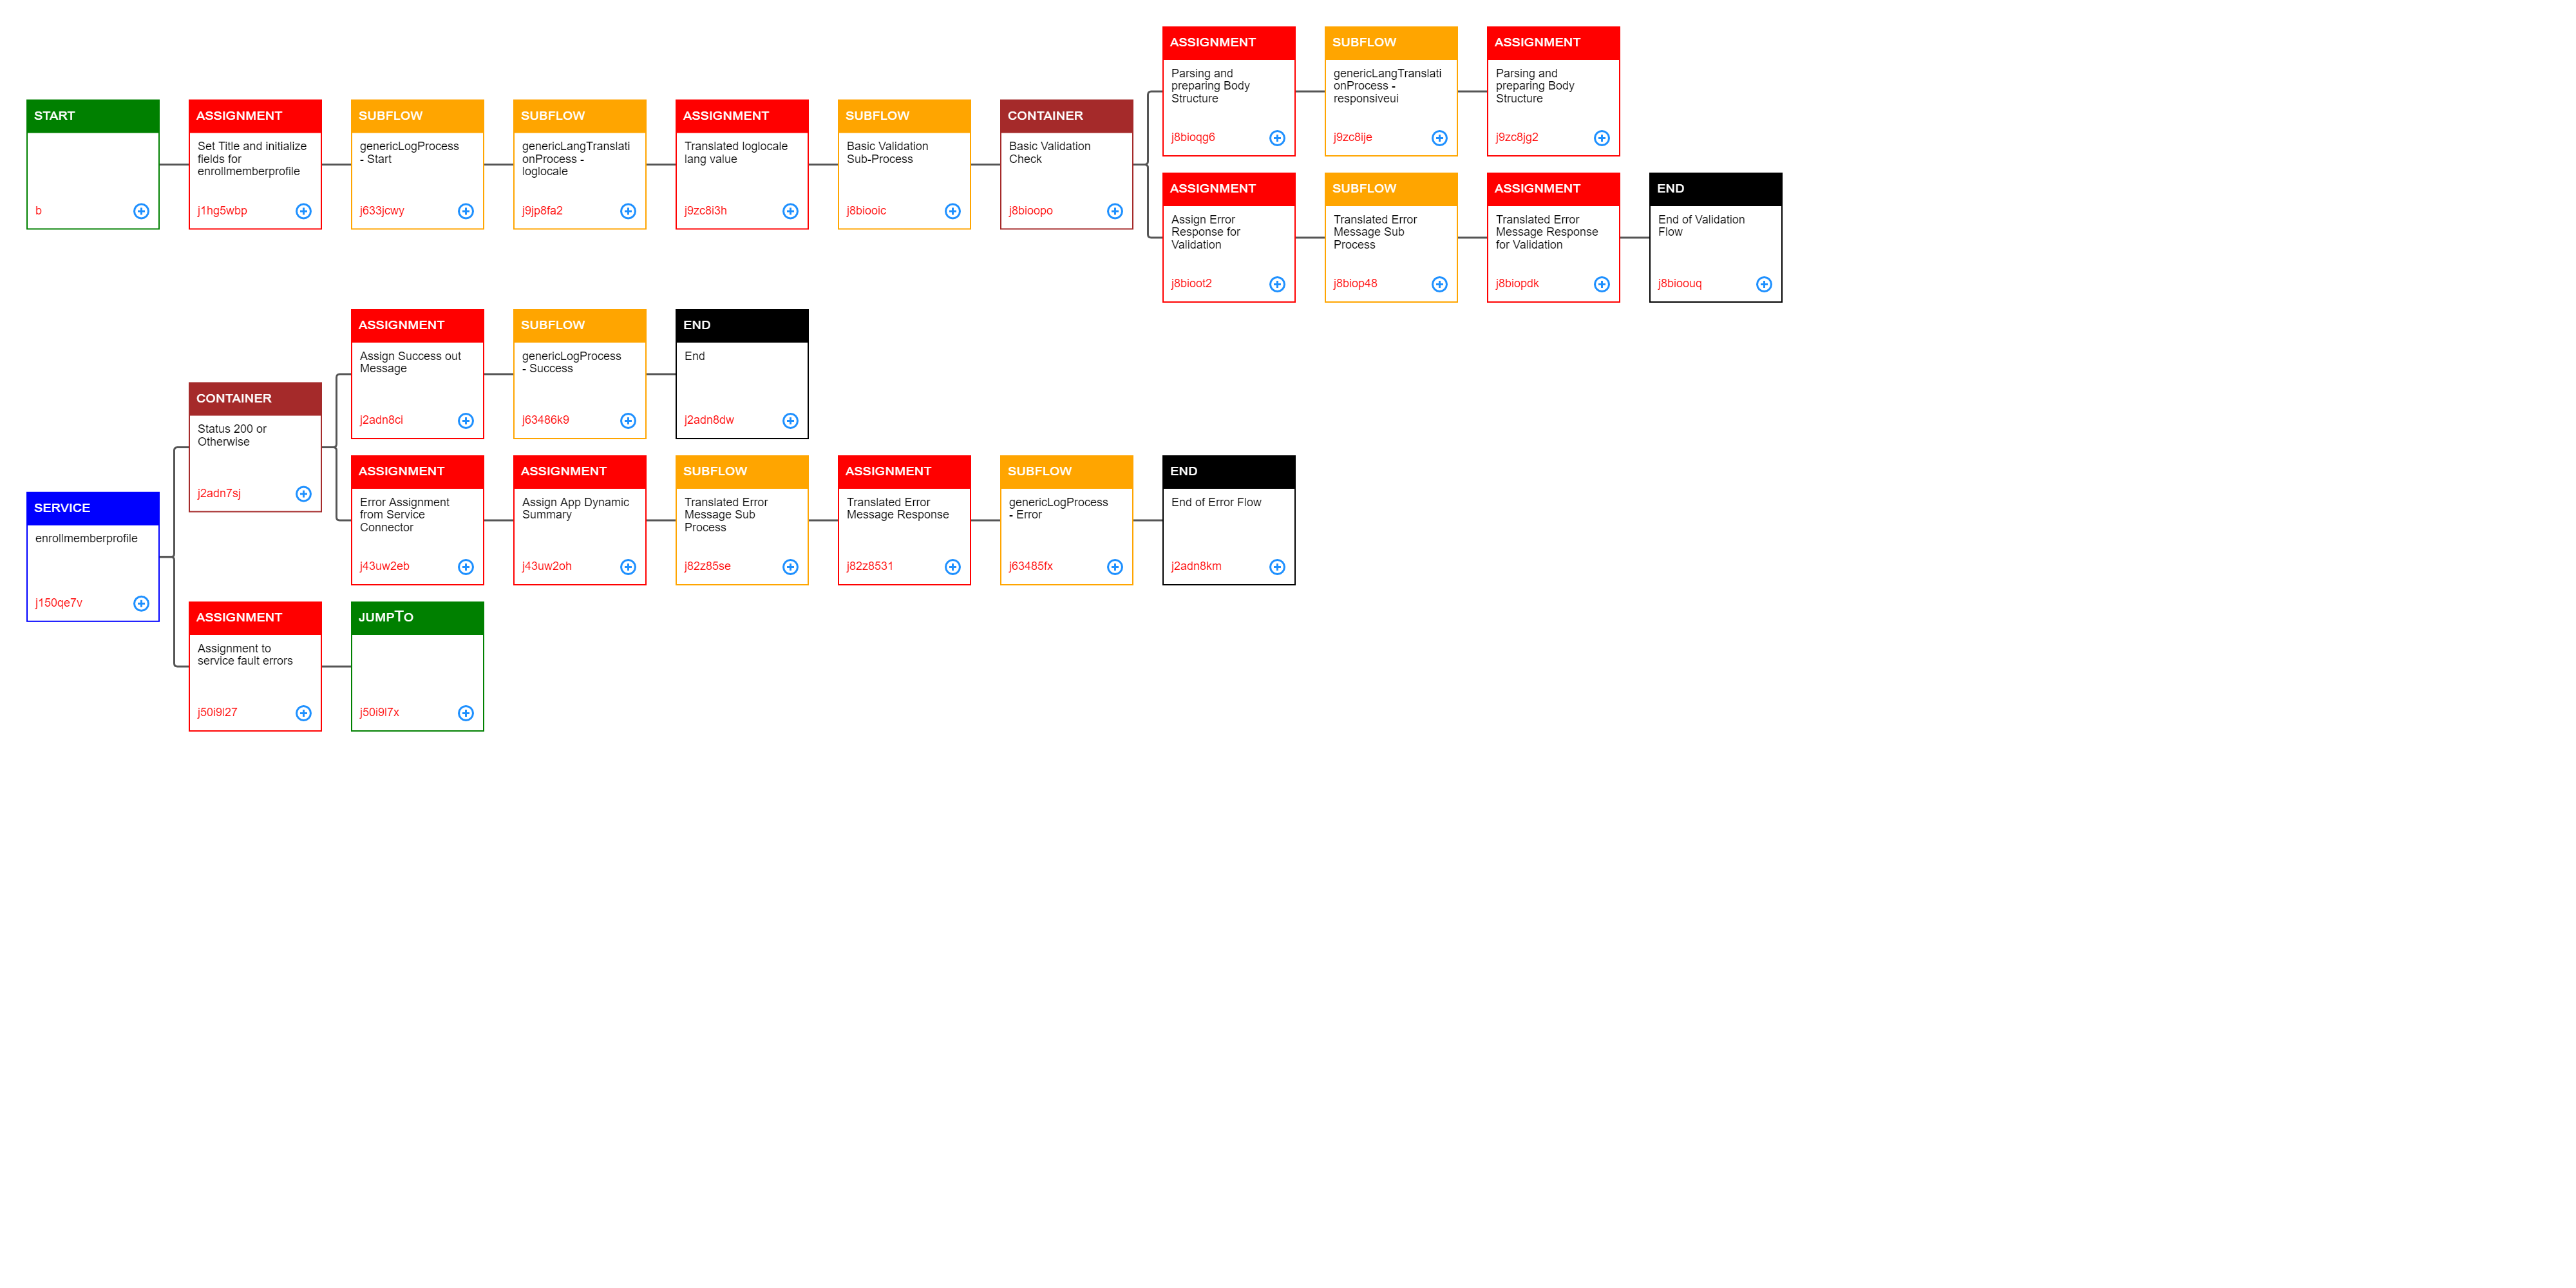 START
b
ASSIGNMENT
Set Title and initialize
fields for
enrollmemberprofile
j1hg5wbp
SUBFLOW
genericLogProcess
- Start
j633jcwy
SUBFLOW
genericLangTranslati
onProcess -
loglocale
j9jp8fa2
ASSIGNMENT
Translated loglocale
lang value
j9zc8i3h
SUBFLOW
Basic Validation
Sub-Process
j8biooic
CONTAINER
Basic Validation
Check
j8bioopo
ASSIGNMENT
Parsing and
preparing Body
Structure
j8bioqg6
SUBFLOW
genericLangTranslati
onProcess -
responsiveui
j9zc8ije
ASSIGNMENT
Parsing and
preparing Body
Structure
j9zc8jg2
ASSIGNMENT
Assign Error
Response for
Validation
j8bioot2
SUBFLOW
Translated Error
Message Sub
Process
j8biop48
ASSIGNMENT
Translated Error
Message Response
for Validation
j8biopdk
END
End of Validation
Flow
j8bioouq
SERVICE
enrollmemberprofile
j150qe7v
CONTAINER
Status 200 or
Otherwise
j2adn7sj
ASSIGNMENT
Assign Success out
Message
j2adn8ci
SUBFLOW
genericLogProcess
- Success
j63486k9
END
End
j2adn8dw
ASSIGNMENT
Error Assignment
from Service
Connector
j43uw2eb
ASSIGNMENT
Assign App Dynamic
Summary
j43uw2oh
SUBFLOW
Translated Error
Message Sub
Process
j82z85se
ASSIGNMENT
Translated Error
Message Response
j82z8531
SUBFLOW
genericLogProcess
- Error
j63485fx
END
End of Error Flow
j2adn8km
ASSIGNMENT
Assignment to
service fault errors
j50i9l27
JUMPTO
j50i9l7x